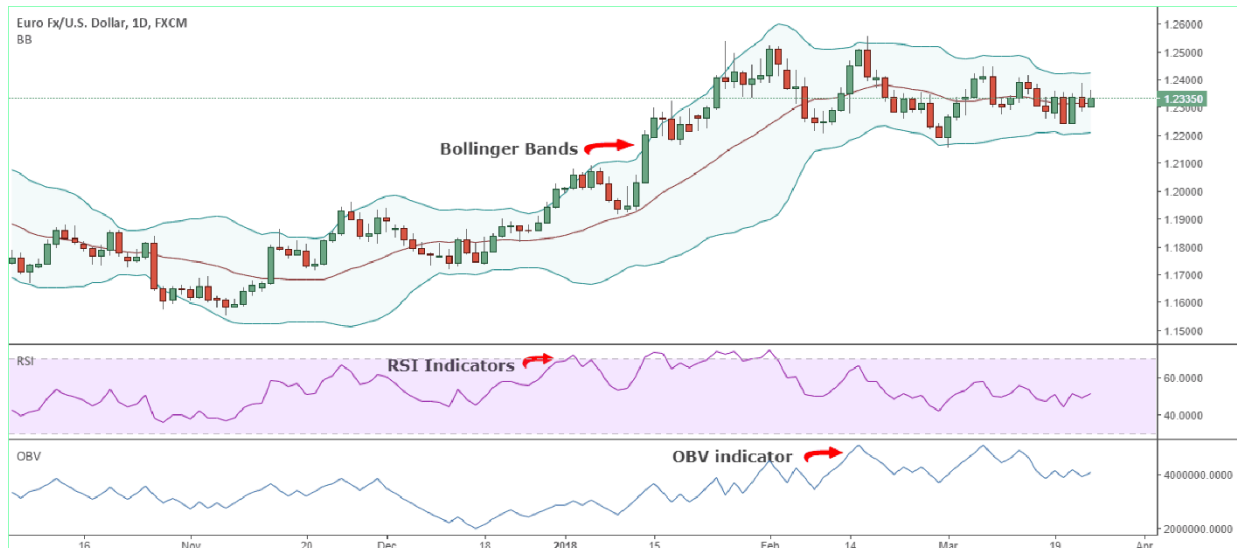 Euro Fx/U.S. Dollar, 1D, FXCM
BB
1.26000
1.25000
1.24000
1.23350
1.23000
1.22000
1.21000
1.20000
1.19000
1.18000
1.17000
1.16000
1.15000
Bollinger Bands
RSI
RSI Indicators
60.0000
40.0000
OBV
OBV indicator
4000000.0000
2000000.0000
16 Nov 20 Dec 18 2018 15 Feb 14 Mar 19 Apr